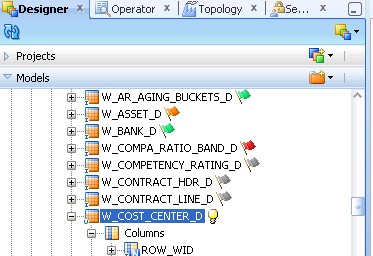 Designer Operator Topology Se...
Projects
Models
W_AR_AGING_BUCKETS_D
W_ASSET_D
W_BANK_D
W_COMPA_RATIO_BAND_D
W_COMPETENCY_RATING_D
W_CONTRACT_HDR_D
W_CONTRACT_LINE_D
W_COST_CENTER_D
Columns
ROW_WID